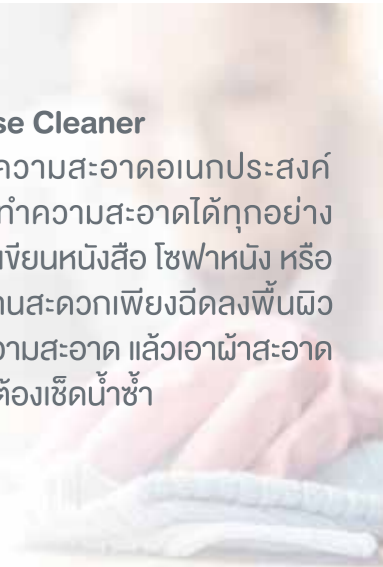 se Cleaner
ความสะอาดอเนกประสงค์
ทำความสะอาดได้ทุกอย่าง
เขียนหนังสือ โซฟาหนัง หรือ
านสะดวกเพียงฉีดลงพื้นผิว
วามสะอาด แล้วเอาผ้าสะอาด
ต้องเช็ดน้ำซ้ำ